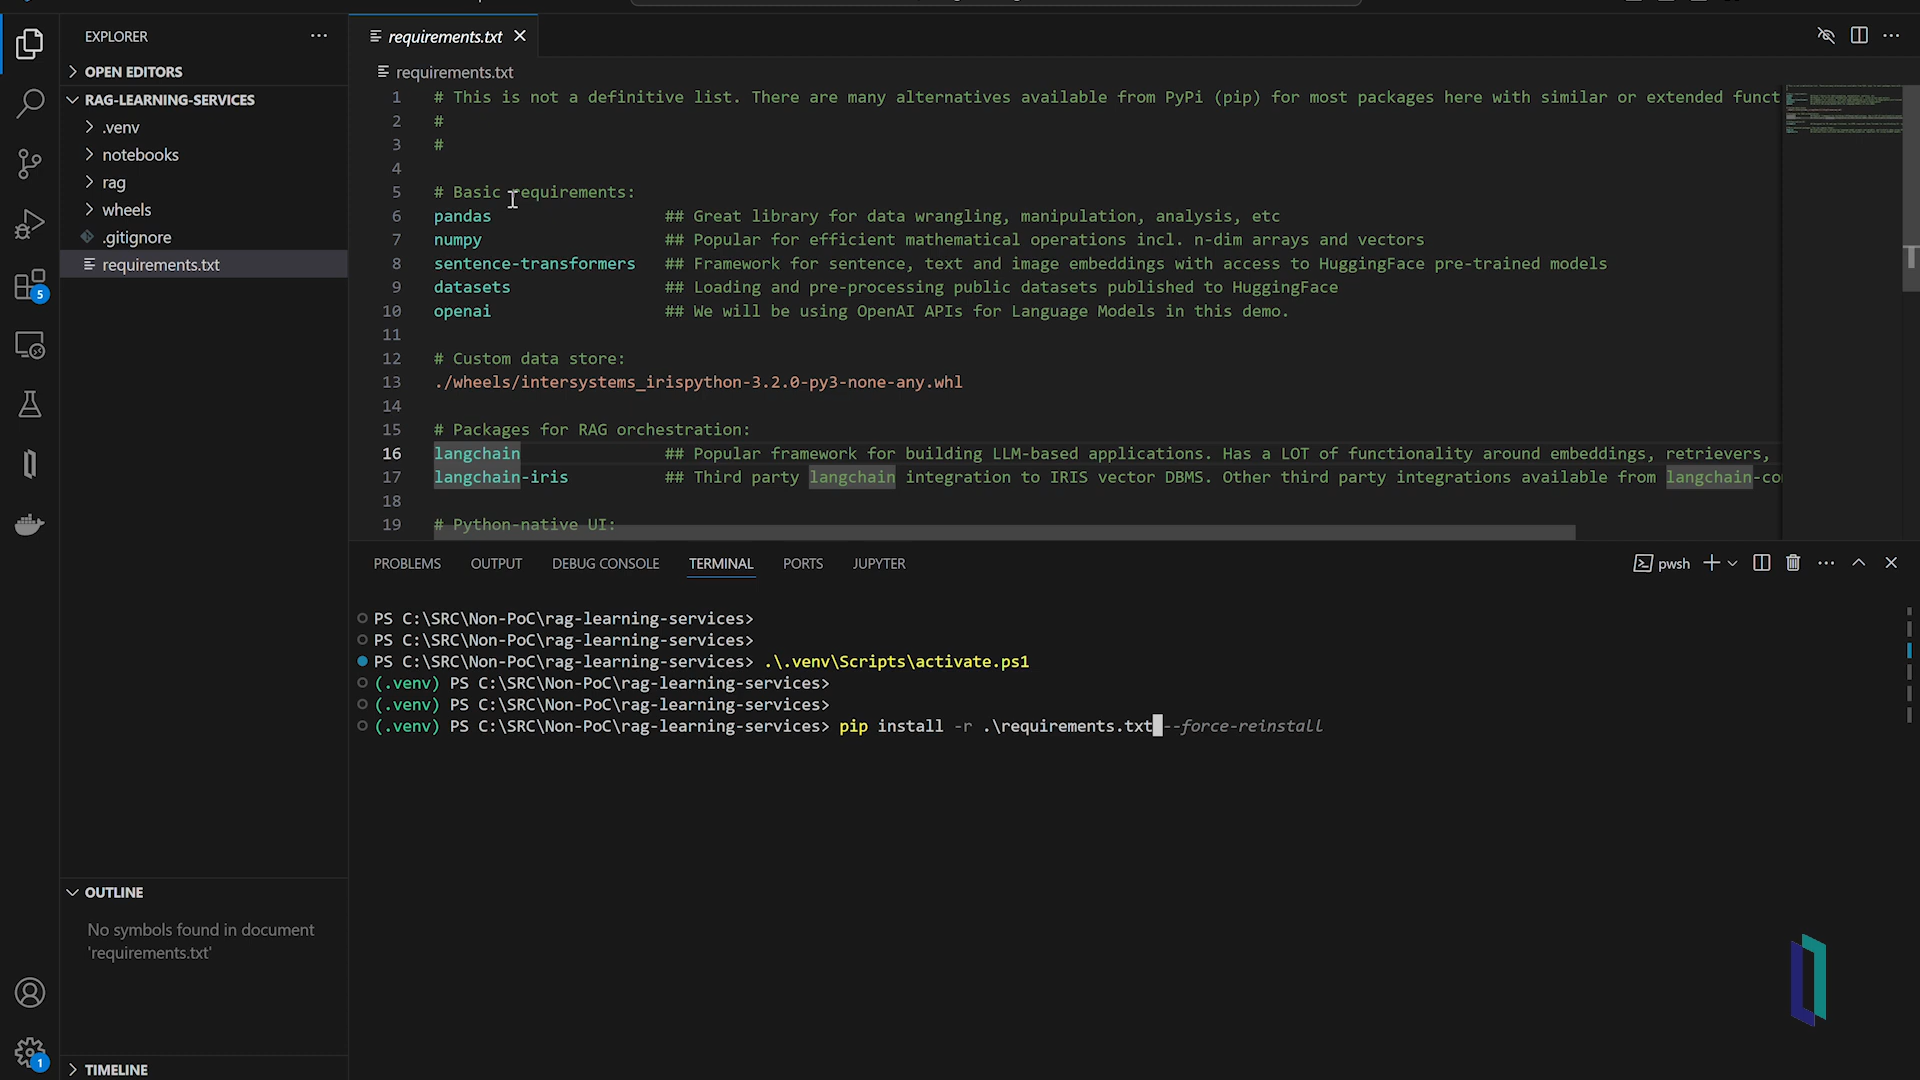 EXPLORER
OPEN EDITORS
RAG-LEARNING-SERVICES
.venv
notebooks
rag
wheels
.gitignore
requirements.txt
5
OUTLINE
No symbols found in document
'requirements.txt'
1
TIMELINE
requirements.txt
requirements.txt
1 # This is not a definitive list. There are many alternatives available from PyPi (pip) for most packages here with similar or extended funct
2 #
3 #
4
5 # Basic requirements:
6 pandas ## Great library for data wrangling, manipulation, analysis, etc
7 numpy ## Popular for efficient mathematical operations incl. n-dim arrays and vectors
8 sentence-transformers ## Framework for sentence, text and image embeddings with access to HuggingFace pre-trained models
9 datasets ## Loading and pre-processing public datasets published to HuggingFace
10 openai ## We will be using OpenAI APIs for Language Models in this demo.
11
12 # Custom data store:
13 ./wheels/intersystems_irispython-3.2.0-py3-none-any.whl
14
15 # Packages for RAG orchestration:
16 langchain ## Popular framework for building LLM-based applications. Has a LOT of functionality around embeddings, retrievers,
17 langchain-iris ## Third party langchain integration to IRIS vector DBMS. Other third party integrations available from langchain-co
18
19 # Python-native UI:
PROBLEMS OUTPUT DEBUG CONSOLE TERMINAL PORTS JUPYTER pwsh
PS C:\SRC\Non-PoC\rag-learning-services>
PS C:\SRC\Non-PoC\rag-learning-services>
PS C:\SRC\Non-PoC\rag-learning-services> .\.venv\Scripts\activate.ps1
(.venv) PS C:\SRC\Non-PoC\rag-learning-services>
(.venv) PS C:\SRC\Non-PoC\rag-learning-services>
(.venv) PS C:\SRC\Non-PoC\rag-learning-services> pip install -r .\requirements.txt --force-reinstall